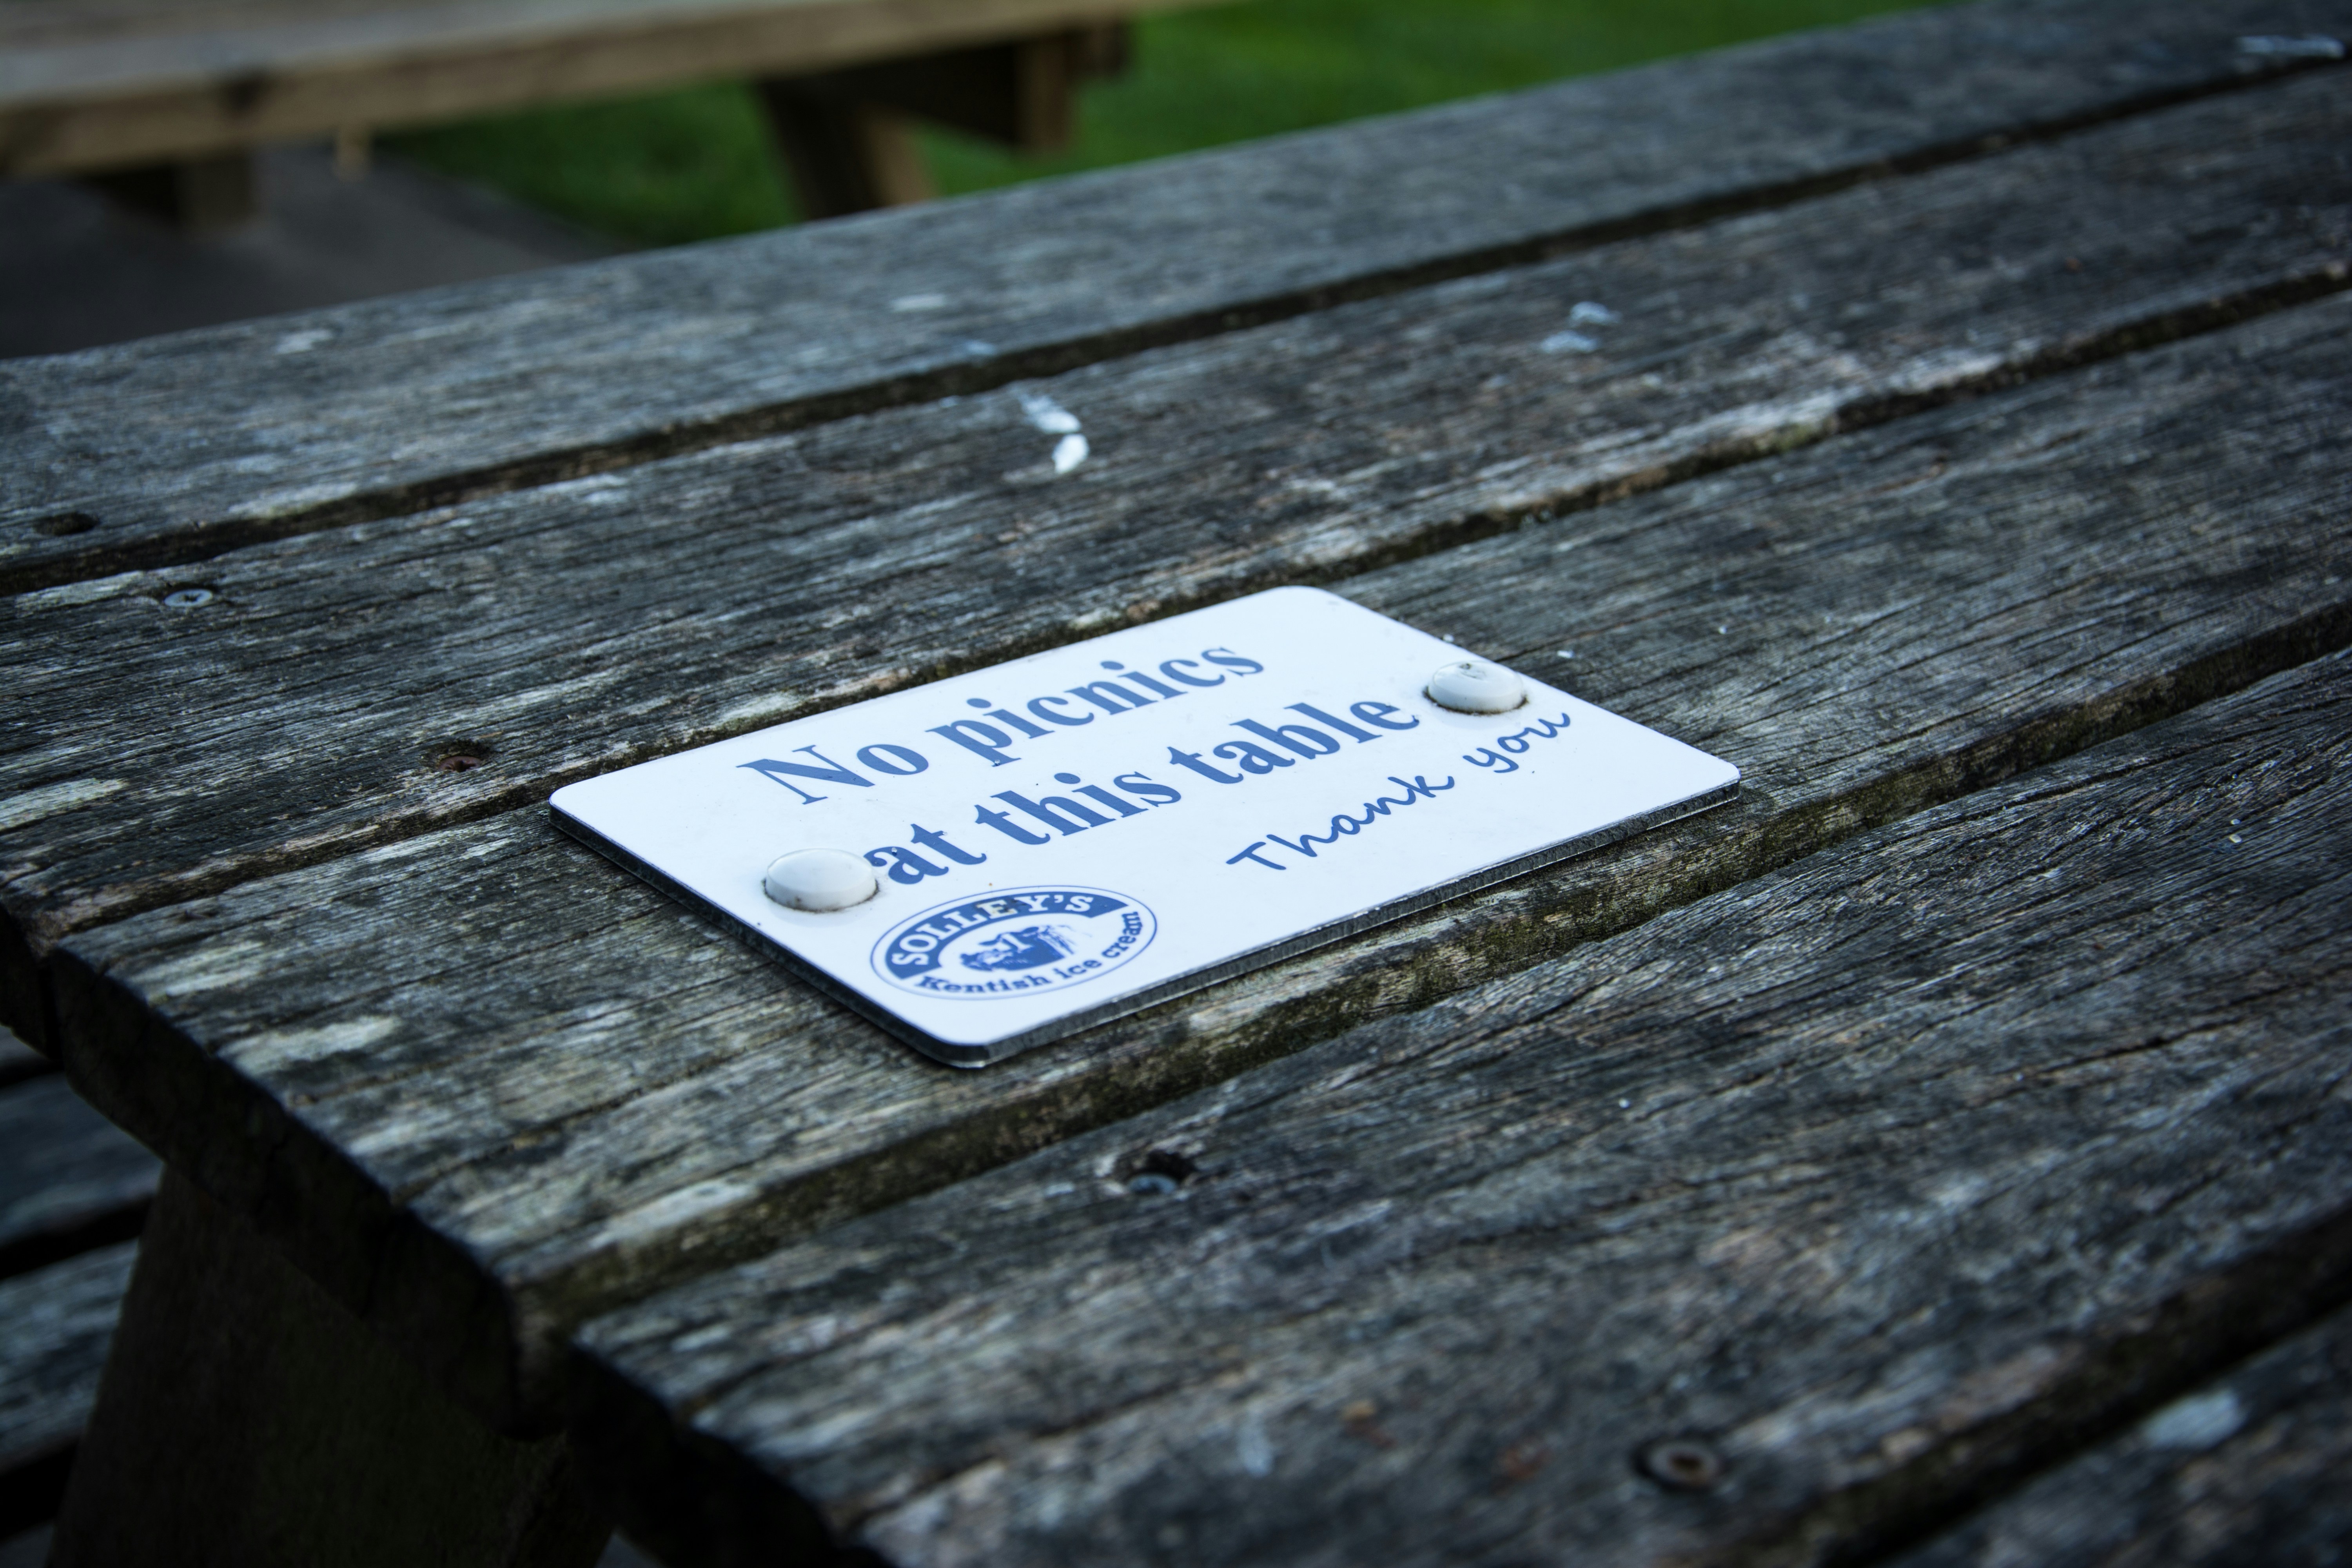 No picnics
at this table
Thank you
SOLLEY'S
Kentish ice cream